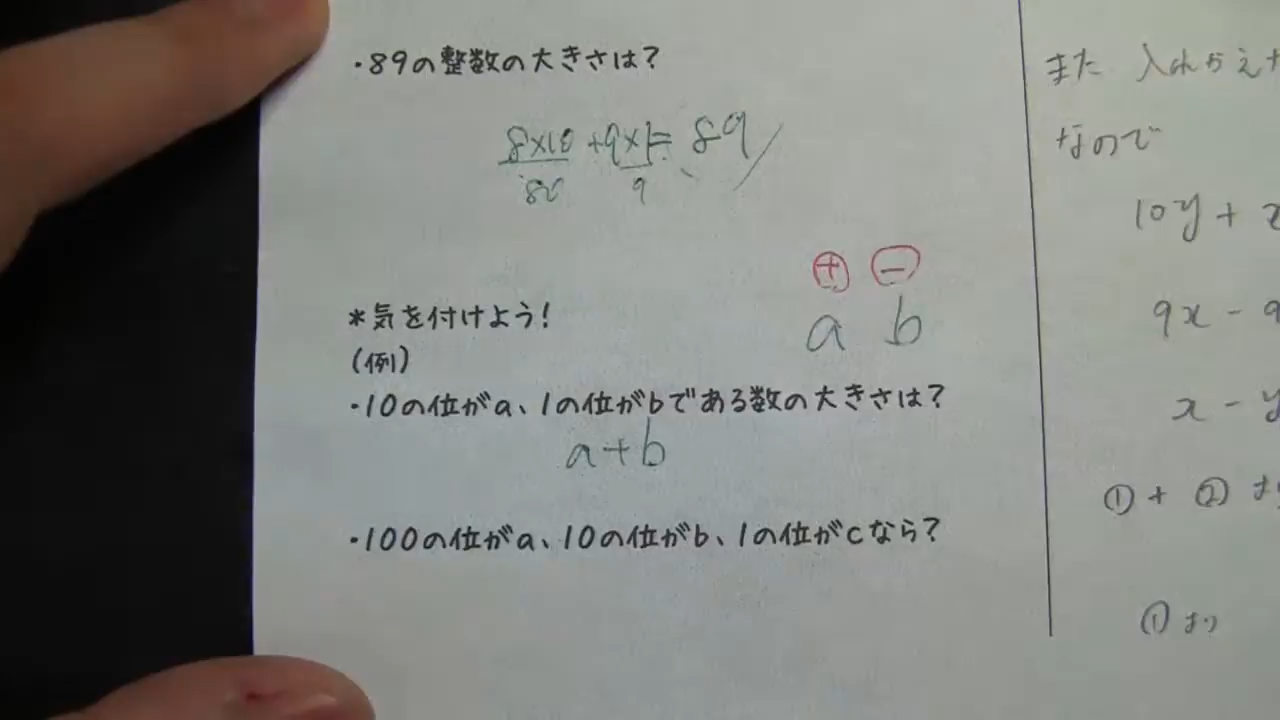 ・89の整数の大きさは?
8×10+9×1=89
80 9
⊕ ⊖
a b
*気を付けよう!
(例)
・10の位がa、1の位がbである数の大きさは?
a+b
・100の位がa、10の位がb、1の位がcなら?
また 入れかえ
なので
10y+
9x-9
x-y
①+②より
①より